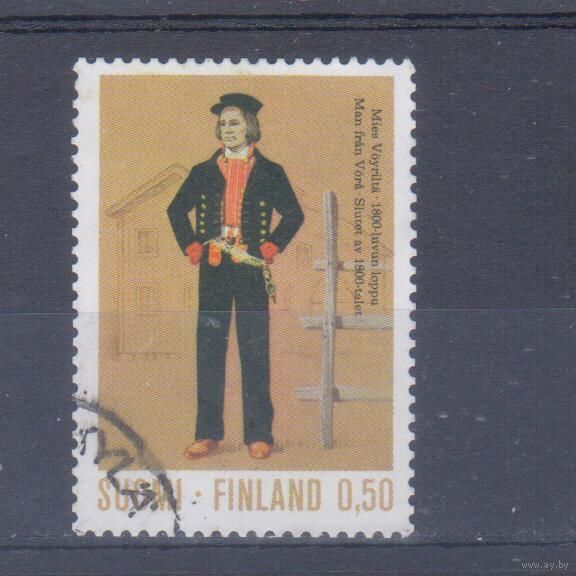 Mies Vöyriltä · 1800-luvun loppu
Man från Vörå · Slutet av 1800-talet
SUOMI · FINLAND 0,50
www.ay.by